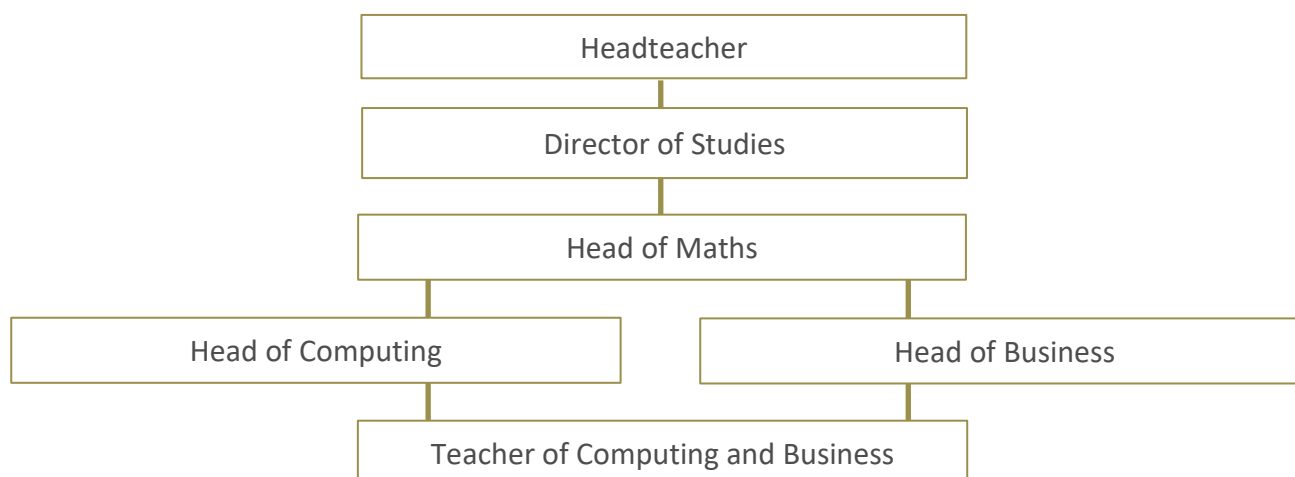 Headteacher
Director of Studies
Head of Maths
Head of Computing
Head of Business
Teacher of Computing and Business